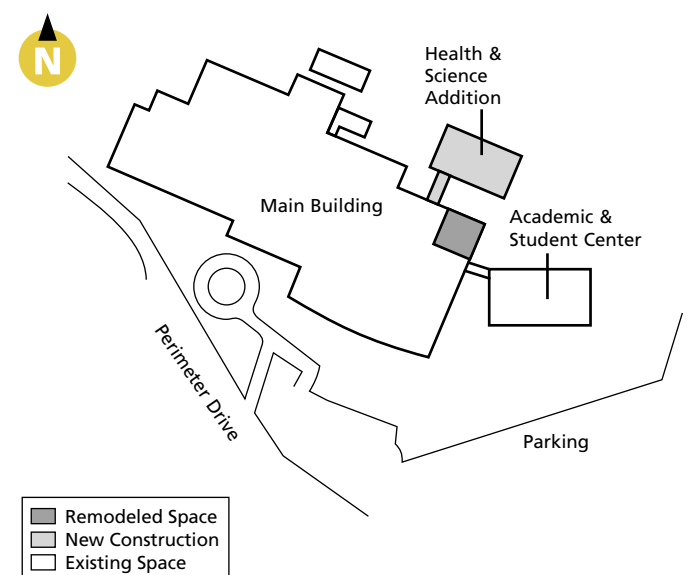 N
Health &
Science
Addition
Main Building
Academic &
Student Center
Perimeter Drive
Parking
Remodeled Space
New Construction
Existing Space